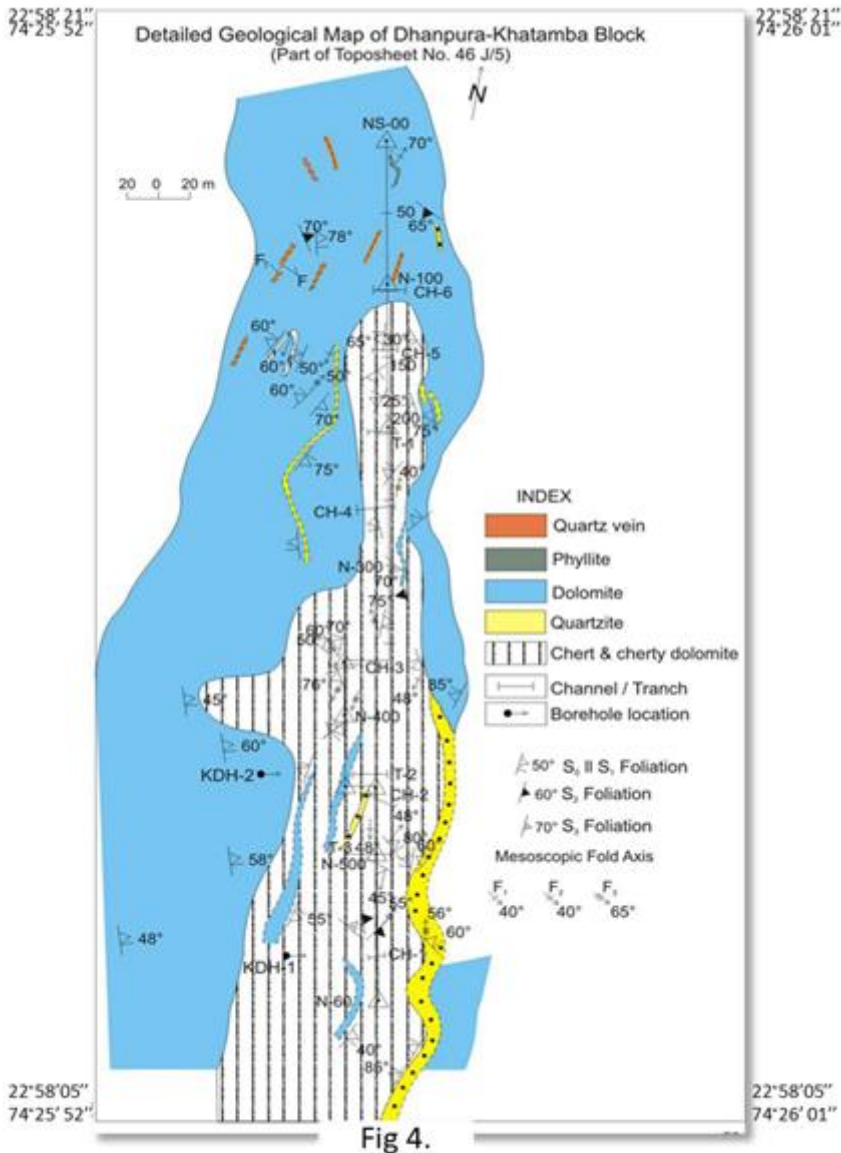 22°58'21"
74°25'52"
22°58'21"
74°26'01"
Detailed Geological Map of Dhanpura-Khatamba Block
(Part of Toposheet No. 46 J/5)
N
20 0 20 m
NS-00
70°
50
65°
70°
78°
F
N-100
CH-6
60°
65°
30°
CH-5
60°
50°
50°
150
60°
25°
70°
200
75°
T-1
75°
40°
CH-4
N-300
70°
75°
60°
70°
50°
CH-3
76°
48°
85°
45°
N-400
60°
KDH-2
T-2
CH-2
48°
80°
60°
T-3
48°
N-500
58°
45°
55°
55°
56°
60°
48°
KDH-1
CH-1
N-60
40°
86°
INDEX
Quartz vein
Phyllite
Dolomite
Quartzite
Chert & cherty dolomite
Channel / Tranch
Borehole location
50° S₀ II S₁ Foliation
60° S₂ Foliation
70° S₃ Foliation
Mesoscopic Fold Axis
F₁ F₂ F₃
40° 40° 65°
22°58'05"
74°25'52"
22°58'05"
74°26'01"
Fig 4.